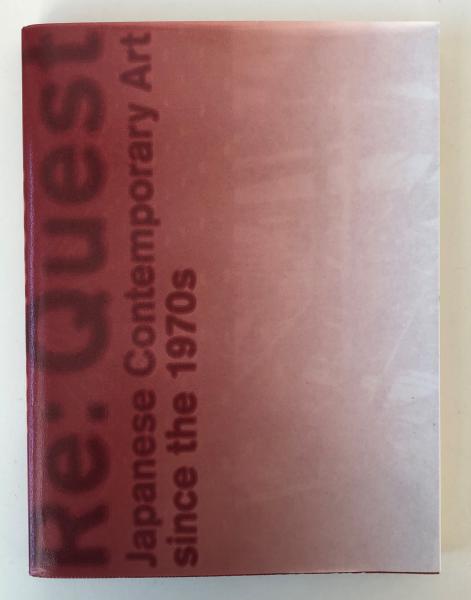 Re: Quest
Japanese Contemporary Art
since the 1970s